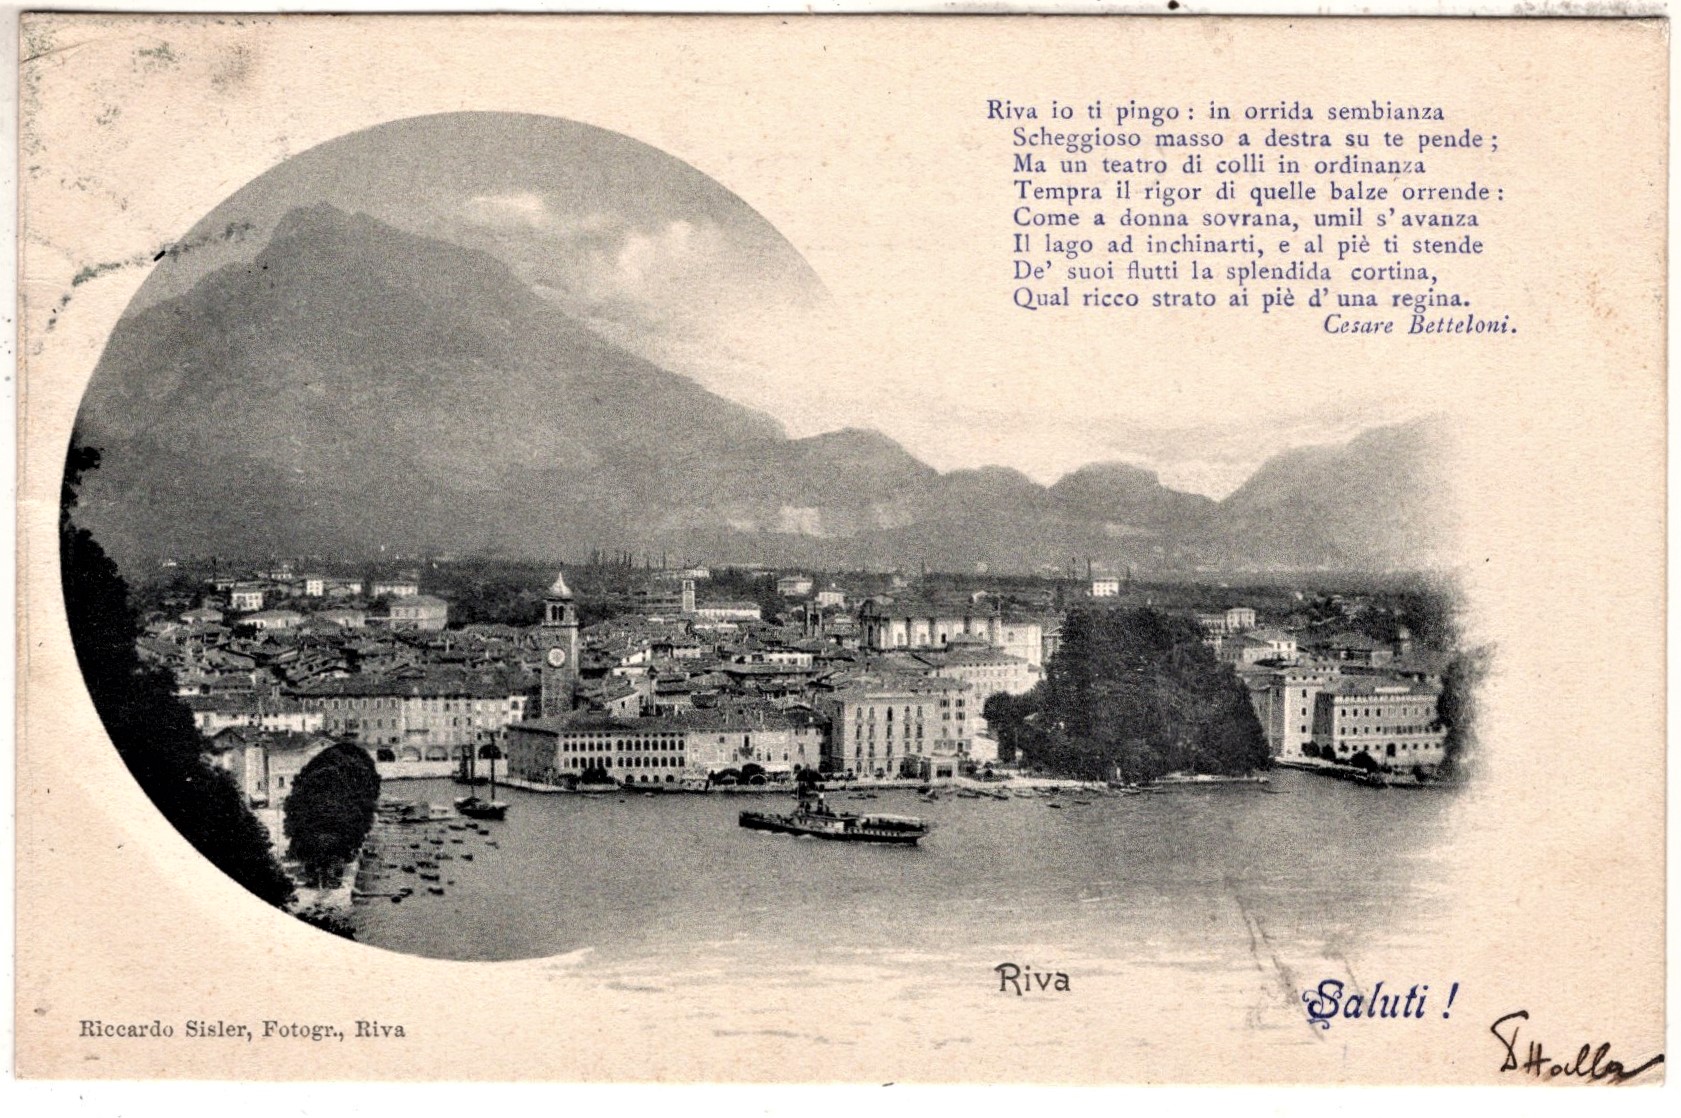 Riva io ti pingo : in orrida sembianza
Scheggioso masso a destra su te pende ;
Ma un teatro di colli in ordinanza
Tempra il rigor di quelle balze orrende :
Come a donna sovrana, umil s' avanza
Il lago ad inchinarti, e al piè ti stende
De' suoi flutti la splendida cortina,
Qual ricco strato ai piè d' una regina.
Cesare Betteloni.
Riva
Saluti !
Riccardo Sisler, Fotogr., Riva